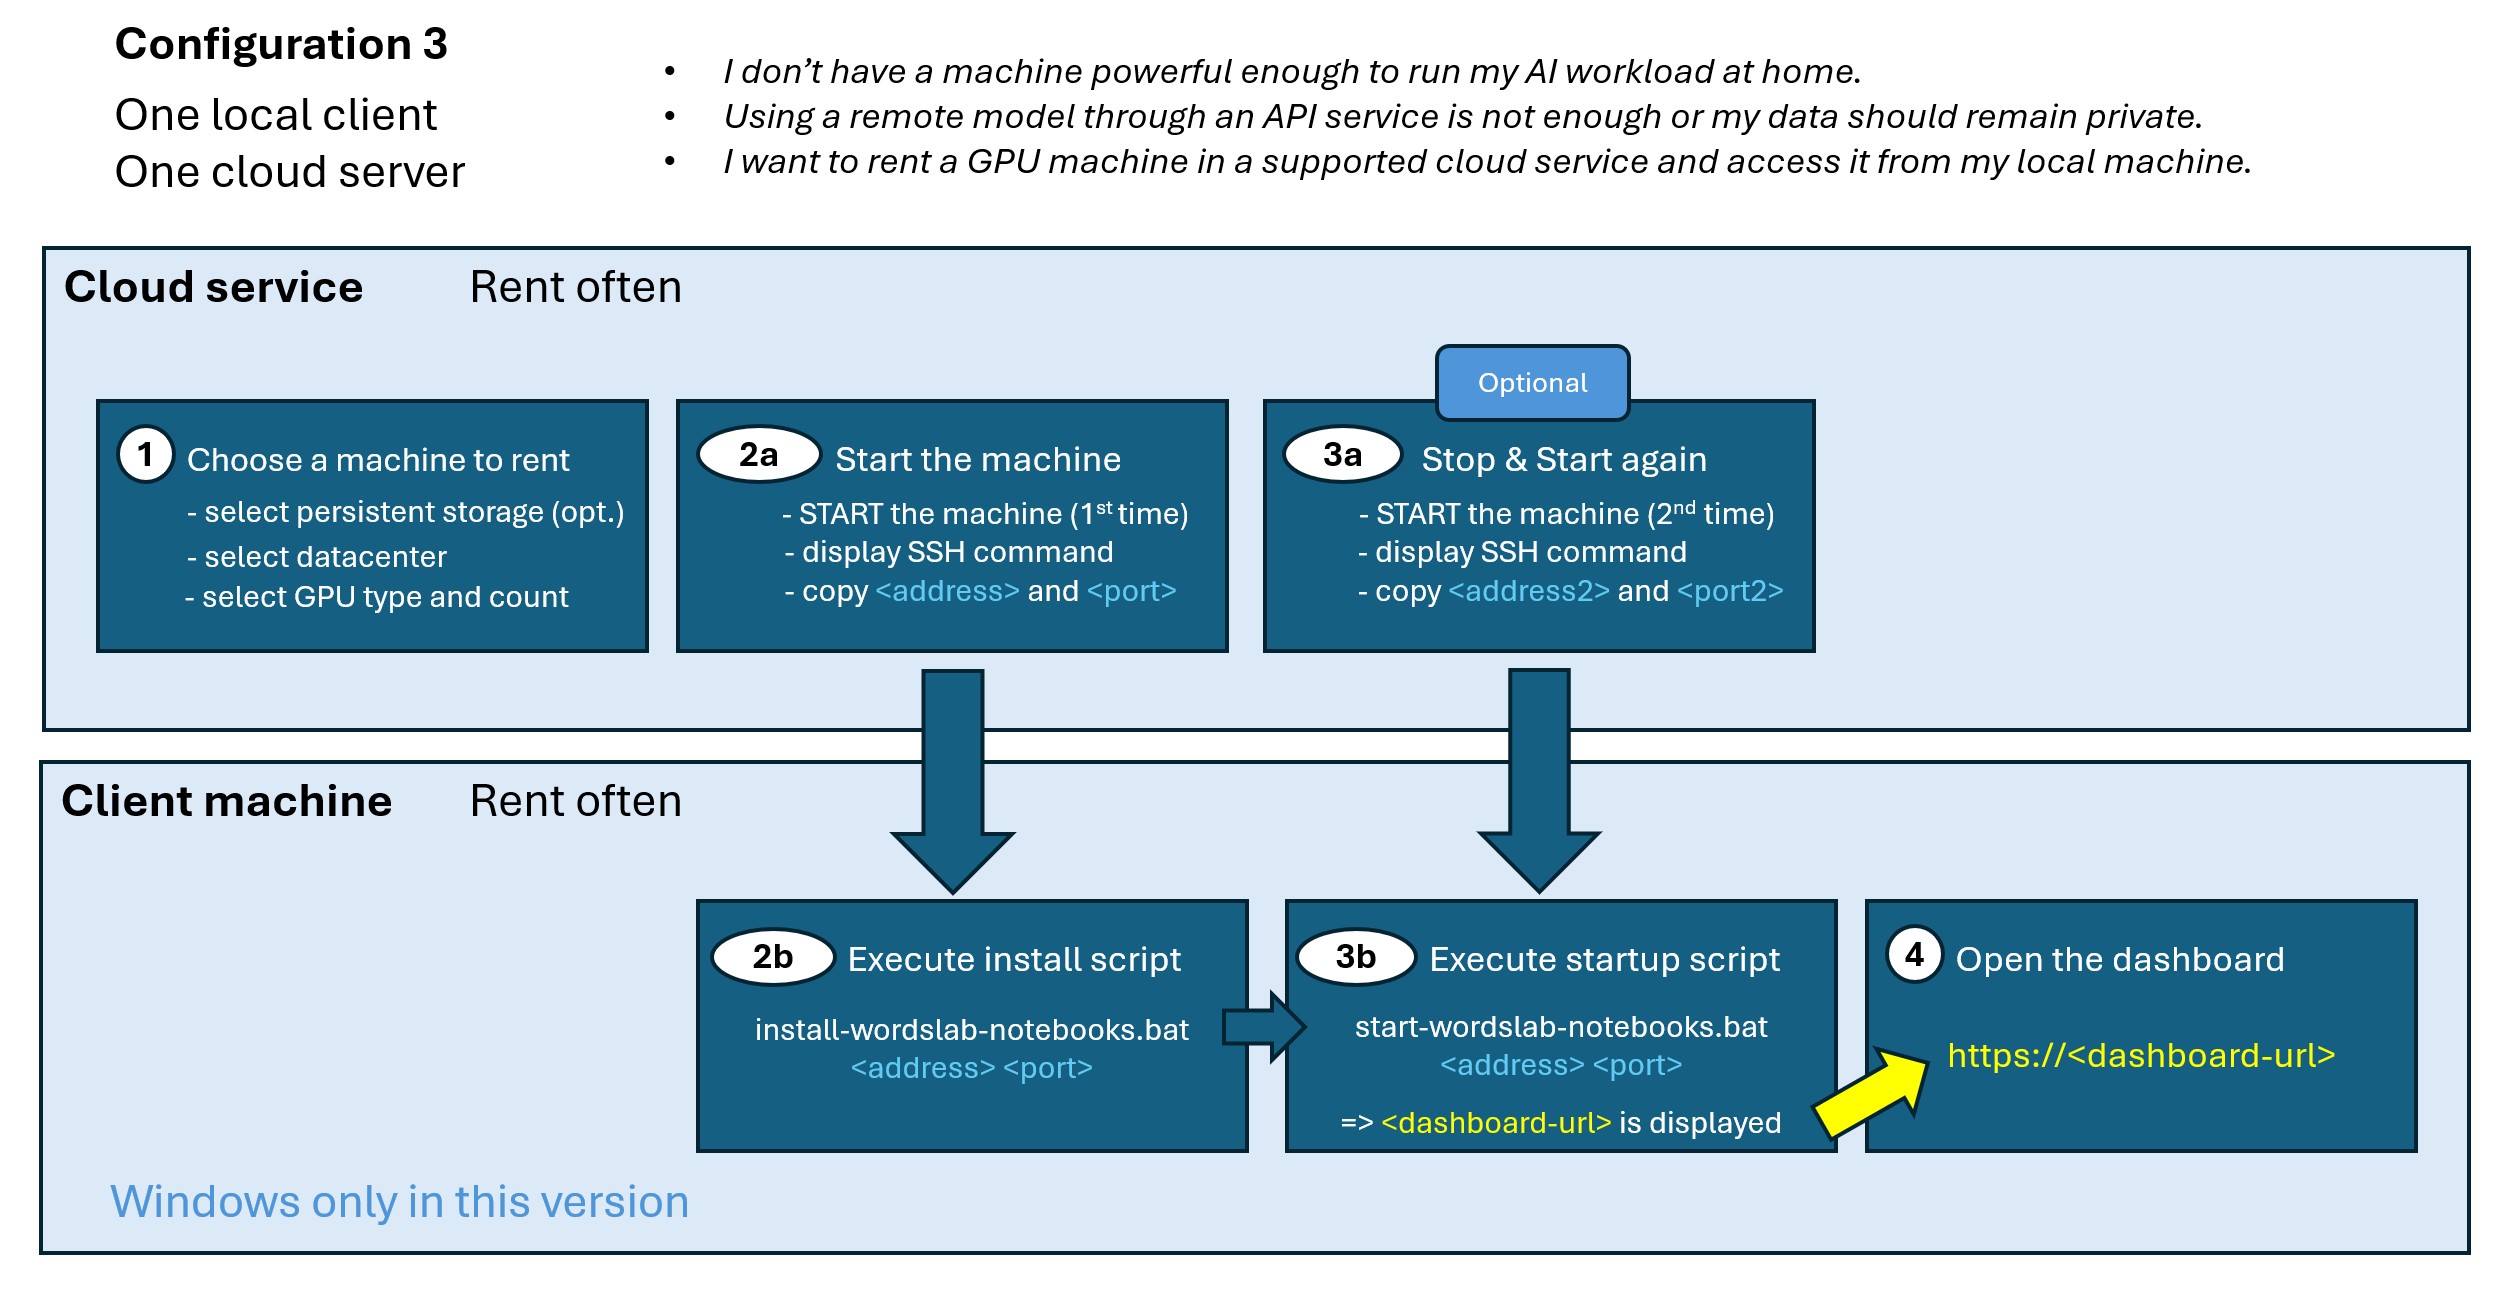 Configuration 3
One local client
One cloud server
• I don’t have a machine powerful enough to run my AI workload at home.
• Using a remote model through an API service is not enough or my data should remain private.
• I want to rent a GPU machine in a supported cloud service and access it from my local machine.
Cloud service Rent often
1 Choose a machine to rent
- select persistent storage (opt.)
- select datacenter
- select GPU type and count
2a Start the machine
- START the machine (1st time)
- display SSH command
- copy <address> and <port>
Optional
3a Stop & Start again
- START the machine (2nd time)
- display SSH command
- copy <address2> and <port2>
Client machine Rent often
2b Execute install script
install-wordslab-notebooks.bat
<address> <port>
3b Execute startup script
start-wordslab-notebooks.bat
<address> <port>
=> <dashboard-url> is displayed
4 Open the dashboard
https://<dashboard-url>
Windows only in this version